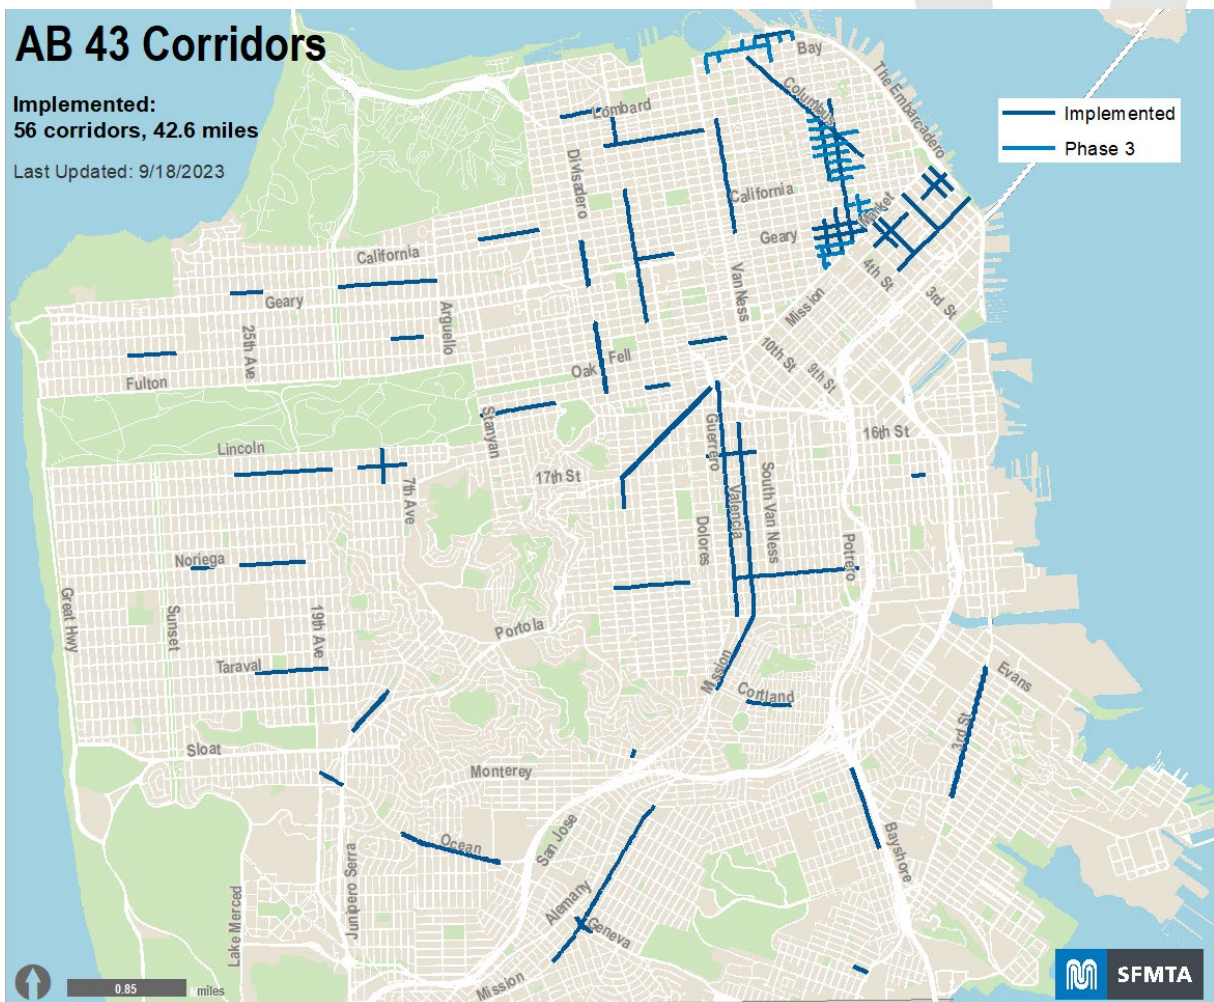 AB 43 Corridors
Implemented:
56 corridors, 42.6 miles
Last Updated: 9/18/2023
Implemented
Phase 3
Bay
The Embarcadero
Columbus
Lombard
Divisadero
California
Market
Geary
California
Van Ness
4th St
3rd St
Mission
Geary
Arguello
25th Ave
10th St
9th St
Fell
Oak
Fulton
Stanyan
Guerrero
16th St
Lincoln
17th St
7th Ave
Valencia
South Van Ness
Dolores
Potrero
Noriega
Great Hwy
Sunset
19th Ave
Portola
Taraval
Mission
Cortland
Evans
3rd St
Sloat
Monterey
Ocean
San Jose
Bayshore
Junipero Serra
Alemany
Geneva
Lake Merced
Mission
0.85
miles
SFMTA